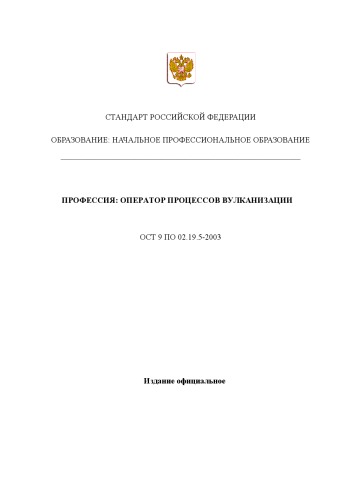 СТАНДАРТ РОССИЙСКОЙ ФЕДЕРАЦИИ
ОБРАЗОВАНИЕ: НАЧАЛЬНОЕ ПРОФЕССИОНАЛЬНОЕ ОБРАЗОВАНИЕ
ПРОФЕССИЯ: ОПЕРАТОР ПРОЦЕССОВ ВУЛКАНИЗАЦИИ
ОСТ 9 ПО 02.19.5-2003
Издание официальное